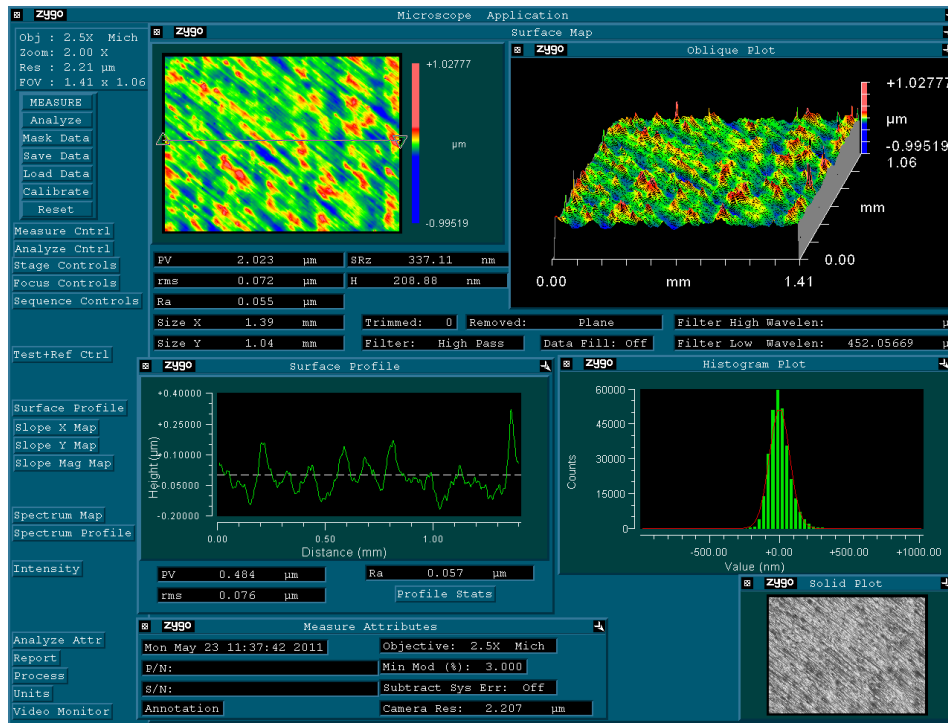 zygo Microscope Application
Obj : 2.5X Mich
Zoom: 2.00 X
Res : 2.21 µm
FOV : 1.41 x 1.06
MEASURE
Analyze
Mask Data
Save Data
Load Data
Calibrate
Reset
Measure Cntrl
Analyze Cntrl
Stage Controls
Focus Controls
Sequence Controls
Test+Ref Ctrl
Surface Profile
Slope X Map
Slope Y Map
Slope Mag Map
Spectrum Map
Spectrum Profile
Intensity
Analyze Attr
Report
Process
Units
Video Monitor
zygo Surface Map
+1.02777
µm
-0.99519
PV 2.023 µm
rms 0.072 µm
Ra 0.055 µm
Size X 1.39 mm
Size Y 1.04 mm
SRz 337.11 nm
H 208.88 nm
Trimmed: 0 Removed: Plane Filter High Wavelen: µ
Filter: High Pass Data Fill: Off Filter Low Wavelen: 452.05669 µ
zygo Oblique Plot
+1.02777
µm
-0.99519
1.06
mm
0.00
0.00 mm 1.41
zygo Surface Profile
+0.40000
+0.25000
+0.10000
-0.05000
-0.20000
Height (µm)
0.00 0.50 1.00
Distance (mm)
PV 0.484 µm
rms 0.076 µm
Ra 0.057 µm
Profile Stats
zygo Histogram Plot
60000
45000
30000
15000
0
Counts
-500.00 +0.00 +500.00 +1000.00
Value (nm)
zygo Measure Attributes
Mon May 23 11:37:42 2011
P/N:
S/N:
Annotation
Objective: 2.5X Mich
Min Mod (%): 3.000
Subtract Sys Err: Off
Camera Res: 2.207 µm
zygo Solid Plot